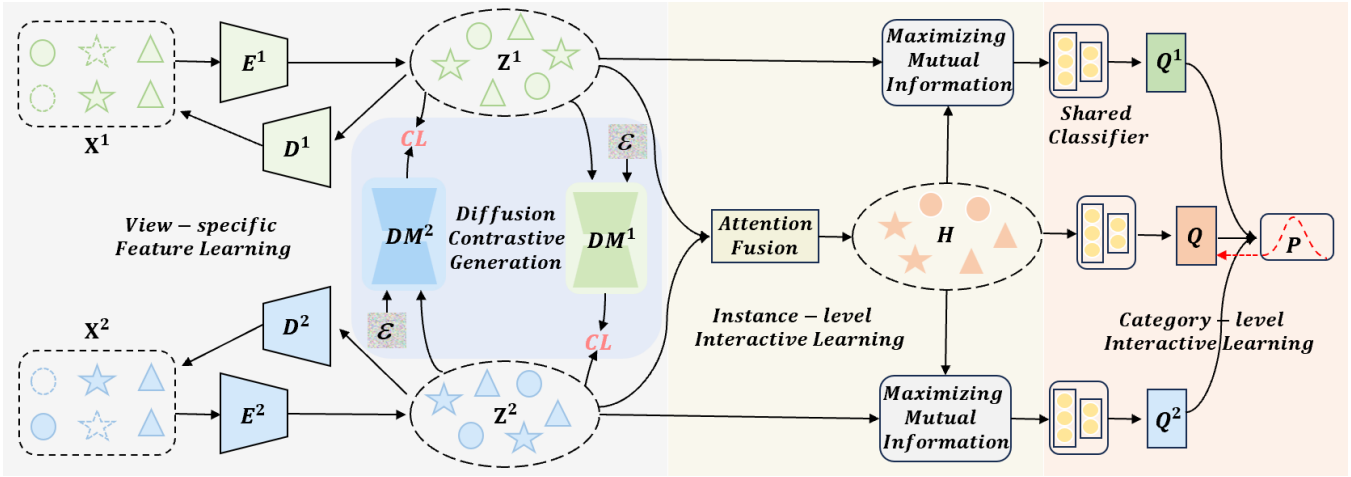 X¹
E¹
D¹
View – specific
Feature Learning
X²
D²
E²
Z¹
CL
ℰ
DM²
Diffusion
Contrastive
Generation
DM¹
ℰ
CL
Z²
Attention
Fusion
Maximizing
Mutual
Information
H
Instance – level
Interactive Learning
Maximizing
Mutual
Information
Shared
Classifier
Q¹
Q
P
Category – level
Interactive Learning
Q²